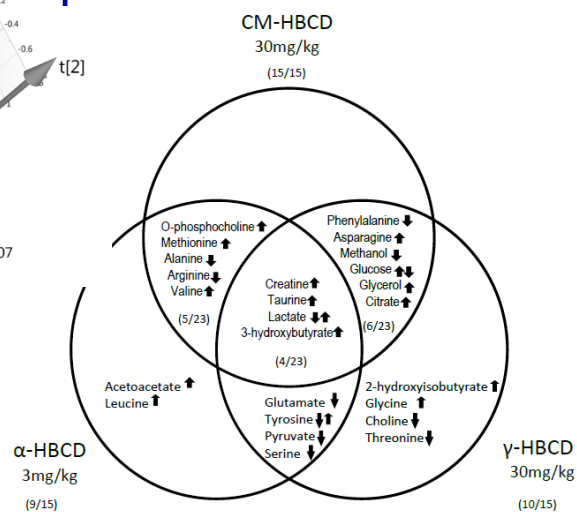 -0.4
-0.6
t[2]
07
CM-HBCD
30mg/kg
(15/15)
O-phosphocholine ⬆
Methionine ⬆
Alanine ⬇
Arginine ⬇
Valine ⬆
(5/23)
Phenylalanine ⬇
Asparagine ⬆
Methanol ⬇
Glucose ⬆⬇
Glycerol ⬆
Citrate ⬆
(6/23)
Creatine ⬆
Taurine ⬆
Lactate ⬇⬆
3-hydroxybutyrate ⬆
(4/23)
Acetoacetate ⬆
Leucine ⬆
Glutamate ⬇
Tyrosine ⬇⬆
Pyruvate ⬇
Serine ⬇
2-hydroxyisobutyrate ⬆
Glycine ⬆
Choline ⬇
Threonine ⬇
α-HBCD
3mg/kg
(9/15)
γ-HBCD
30mg/kg
(10/15)